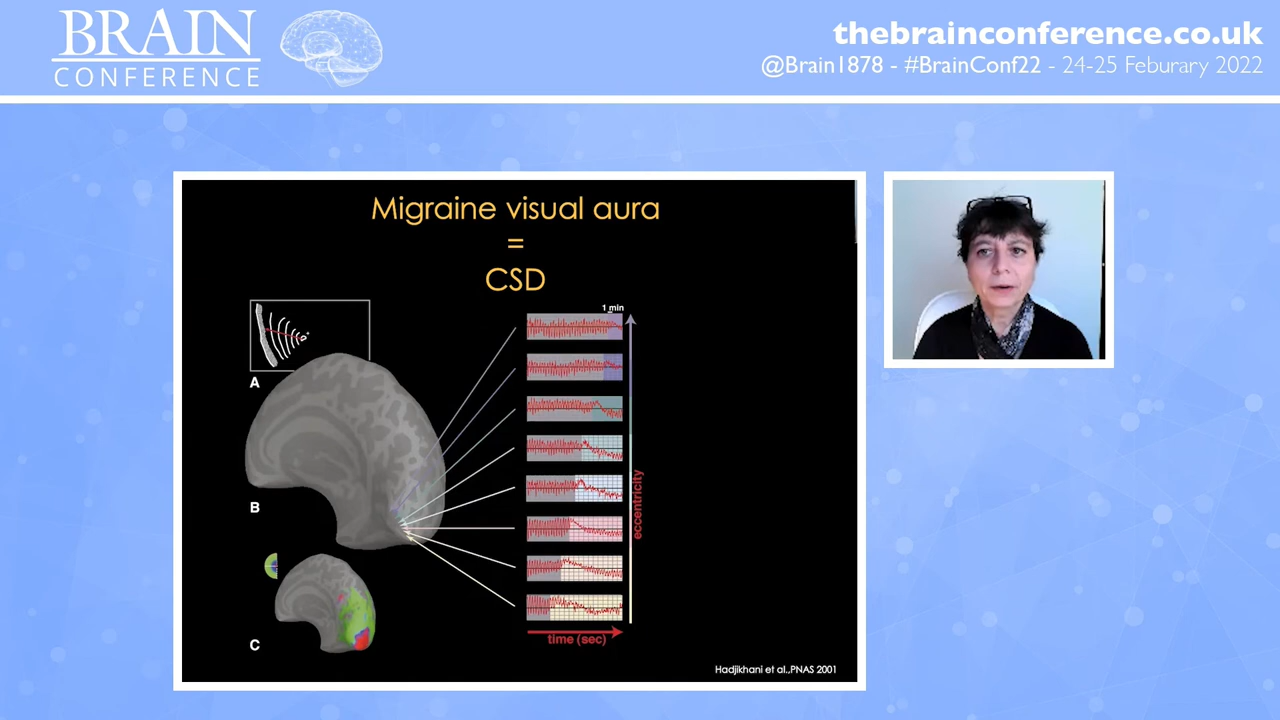 BRAIN
CONFERENCE
thebrainconference.co.uk
@Brain1878 - #BrainConf22 - 24-25 Feburary 2022
Migraine visual aura
=
CSD
1 min
A
B
C
eccentricity
time (sec)
Hadjikhani et al.,PNAS 2001